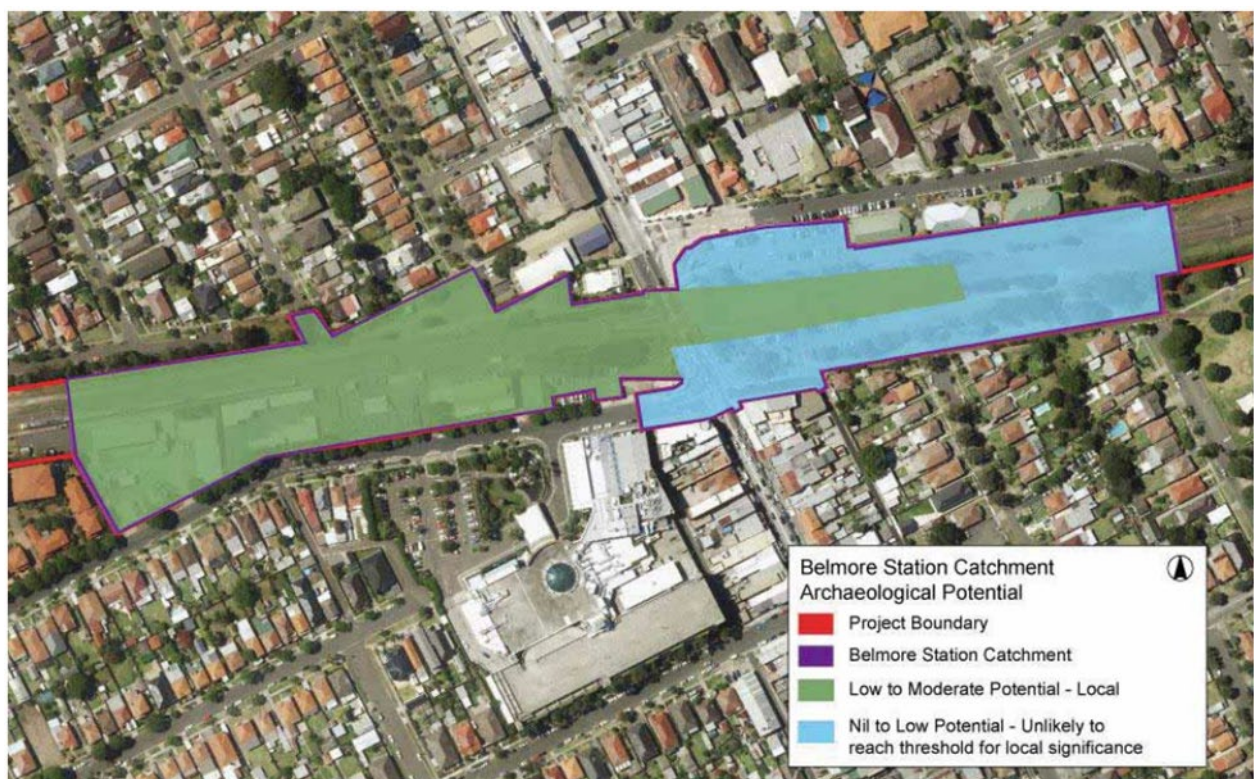 Belmore Station Catchment
Archaeological Potential
Project Boundary
Belmore Station Catchment
Low to Moderate Potential - Local
Nil to Low Potential - Unlikely to
reach threshold for local significance